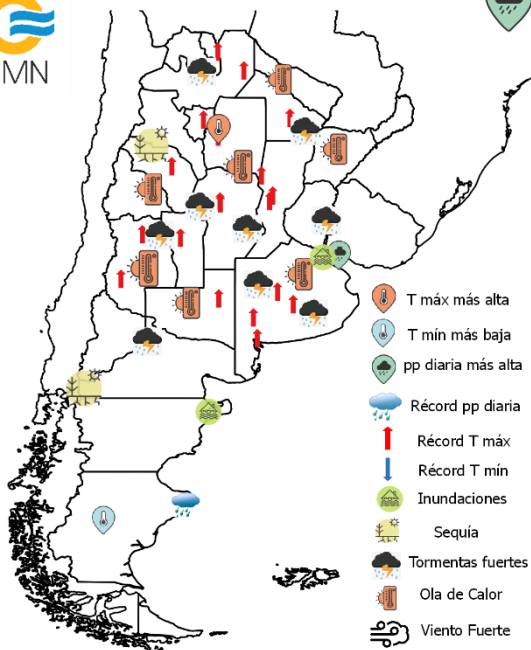 MN
T máx más alta
T mín más baja
pp diaria más alta
Récord pp diaria
Récord T máx
Récord T mín
Inundaciones
Sequía
Tormentas fuertes
Ola de Calor
Viento Fuerte